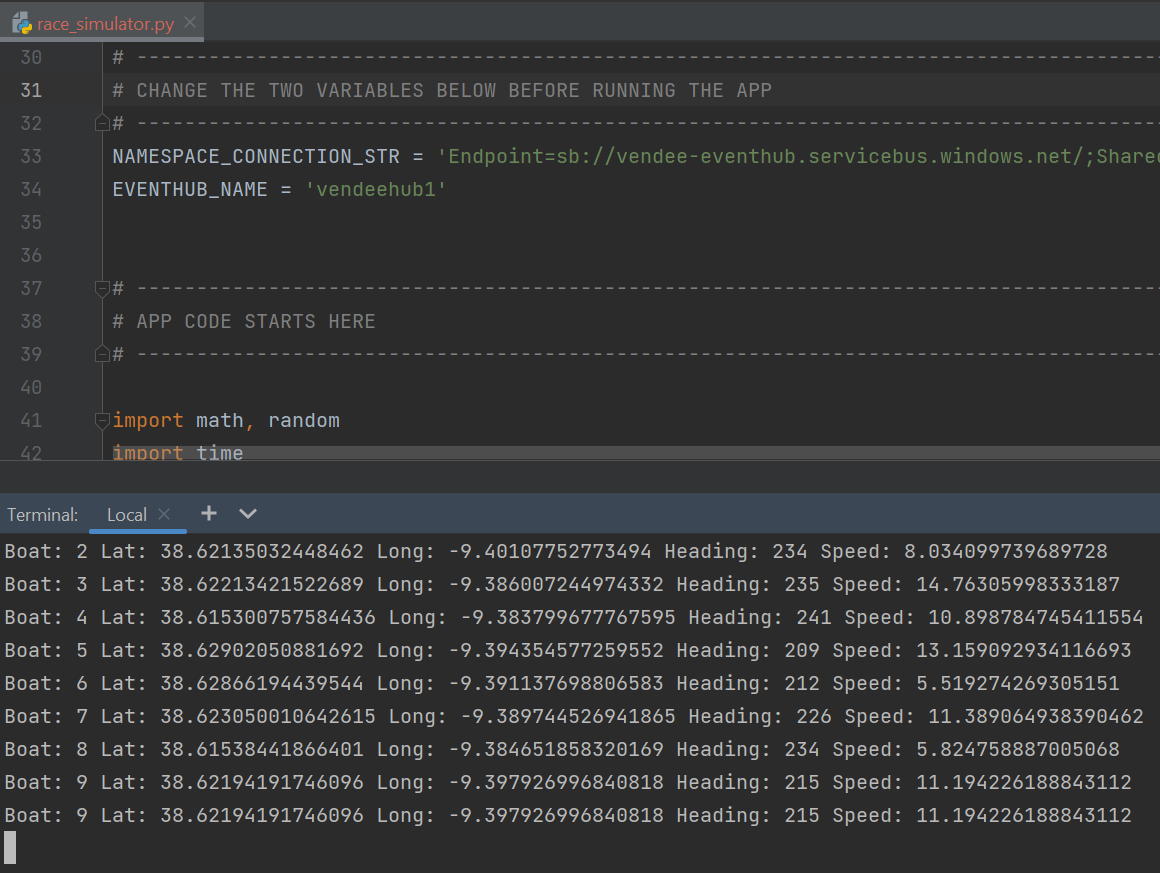 race_simulator.py
30 # --------------------------------------------------------------------------------------
31 # CHANGE THE TWO VARIABLES BELOW BEFORE RUNNING THE APP
32 # --------------------------------------------------------------------------------------
33 NAMESPACE_CONNECTION_STR = 'Endpoint=sb://vendee-eventhub.servicebus.windows.net/;Shared
34 EVENTHUB_NAME = 'vendeehub1'
35
36
37 # --------------------------------------------------------------------------------------
38 # APP CODE STARTS HERE
39 # --------------------------------------------------------------------------------------
40
41 import math, random
42 import time
Terminal: Local
Boat: 2 Lat: 38.62135032448462 Long: -9.40107752773494 Heading: 234 Speed: 8.034099739689728
Boat: 3 Lat: 38.62213421522689 Long: -9.386007244974332 Heading: 235 Speed: 14.76305998333187
Boat: 4 Lat: 38.615300757584436 Long: -9.383799677767595 Heading: 241 Speed: 10.898784745411554
Boat: 5 Lat: 38.62902050881692 Long: -9.394354577259552 Heading: 209 Speed: 13.159092934116693
Boat: 6 Lat: 38.62866194439544 Long: -9.391137698806583 Heading: 212 Speed: 5.519274269305151
Boat: 7 Lat: 38.623050010642615 Long: -9.389744526941865 Heading: 226 Speed: 11.389064938390462
Boat: 8 Lat: 38.61538441866401 Long: -9.384651858320169 Heading: 234 Speed: 5.824758887005068
Boat: 9 Lat: 38.62194191746096 Long: -9.397926996840818 Heading: 215 Speed: 11.194226188843112
Boat: 9 Lat: 38.62194191746096 Long: -9.397926996840818 Heading: 215 Speed: 11.194226188843112